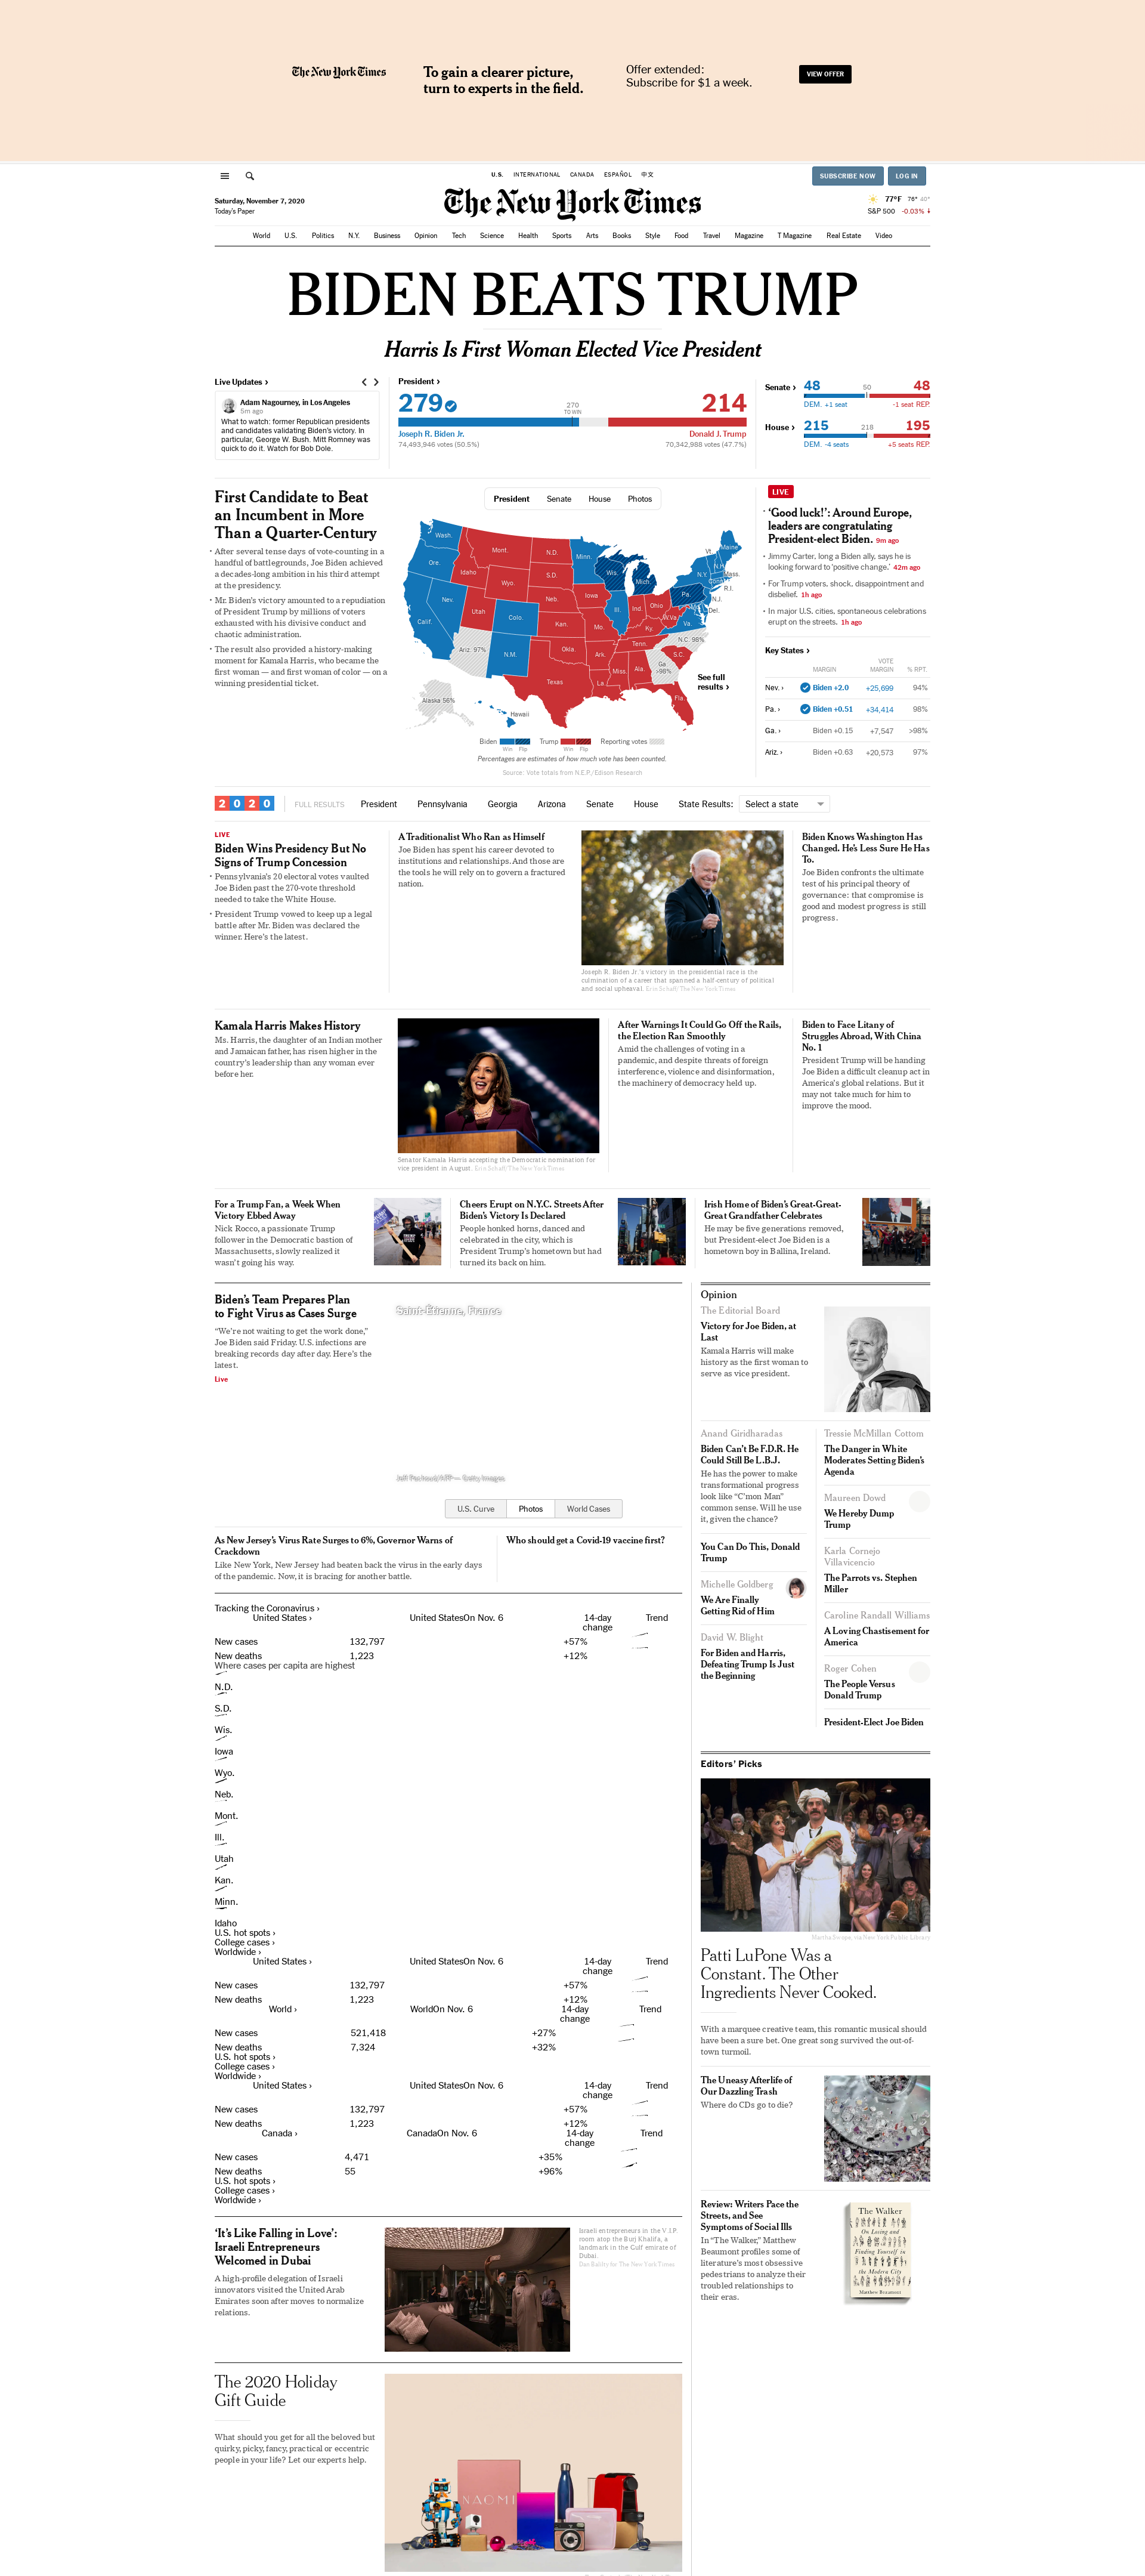 The New York Times
To gain a clearer picture,
turn to experts in the field.
Offer extended:
Subscribe for $1 a week.
VIEW OFFER
U.S. INTERNATIONAL CANADA ESPAÑOL 中文
SUBSCRIBE NOW LOG IN
Saturday, November 7, 2020
Today's Paper
The New York Times
77°F 76° 40°
S&P 500 -0.03%
World U.S. Politics N.Y. Business Opinion Tech Science Health Sports Arts Books Style Food Travel Magazine T Magazine Real Estate Video
BIDEN BEATS TRUMP
Harris Is First Woman Elected Vice President
Live Updates ›
Adam Nagourney, in Los Angeles
5m ago
What to watch: former Republican presidents
and candidates validating Biden's victory. In
particular, George W. Bush. Mitt Romney was
quick to do it. Watch for Bob Dole.
President ›
279
270
TO WIN
214
Joseph R. Biden Jr.
Donald J. Trump
74,493,946 votes (50.5%)
70,342,988 votes (47.7%)
Senate › 48 50 48
DEM. +1 seat -1 seat REP.
House › 215 218 195
DEM. -4 seats +5 seats REP.
First Candidate to Beat
an Incumbent in More
Than a Quarter-Century
After several tense days of vote-counting in a
handful of battlegrounds, Joe Biden achieved
a decades-long ambition in his third attempt
at the presidency.
Mr. Biden's victory amounted to a repudiation
of President Trump by millions of voters
exhausted with his divisive conduct and
chaotic administration.
The result also provided a history-making
moment for Kamala Harris, who became the
first woman — and first woman of color — on a
winning presidential ticket.
President Senate House Photos
Wash.
Ore.
Calif.
Nev.
Idaho
Mont.
Wyo.
Utah
Colo.
Ariz. 97%
N.M.
N.D.
S.D.
Neb.
Kan.
Okla.
Texas
Minn.
Iowa
Mo.
Ark.
La.
Wis.
Ill.
Mich.
Ind.
Ohio
Ky.
Tenn.
Miss.
Ala.
Ga.
>98%
Fla.
S.C.
N.C. 98%
Va.
W.Va.
Pa.
N.Y.
Vt.
N.H.
Maine
Mass.
Conn.
R.I.
N.J.
Del.
Alaska 56%
Hawaii
See full
results ›
Biden Trump Reporting votes
Win Flip Win Flip
Percentages are estimates of how much vote has been counted.
Source: Vote totals from N.E.P./Edison Research
LIVE
‘Good luck!’: Around Europe,
leaders are congratulating
President-elect Biden. 9m ago
Jimmy Carter, long a Biden ally, says he is
looking forward to ‘positive change.’ 42m ago
For Trump voters, shock, disappointment and
disbelief. 1h ago
In major U.S. cities, spontaneous celebrations
erupt on the streets. 1h ago
Key States ›
MARGIN VOTE MARGIN % RPT.
Nev. › Biden +2.0 +25,699 94%
Pa. › Biden +0.51 +34,414 98%
Ga. › Biden +0.15 +7,547 >98%
Ariz. › Biden +0.63 +20,573 97%
2020 FULL RESULTS President Pennsylvania Georgia Arizona Senate House State Results: Select a state
LIVE
Biden Wins Presidency But No
Signs of Trump Concession
Pennsylvania's 20 electoral votes vaulted
Joe Biden past the 270-vote threshold
needed to take the White House.
President Trump vowed to keep up a legal
battle after Mr. Biden was declared the
winner. Here's the latest.
A Traditionalist Who Ran as Himself
Joe Biden has spent his career devoted to
institutions and relationships. And those are
the tools he will rely on to govern a fractured
nation.
Joseph R. Biden Jr.'s victory in the presidential race is the
culmination of a career that spanned a half-century of political
and social upheaval. Erin Schaff/The New York Times
Biden Knows Washington Has
Changed. He's Less Sure He Has
To.
Joe Biden confronts the ultimate
test of his principal theory of
governance: that compromise is
good and modest progress is still
progress.
Kamala Harris Makes History
Ms. Harris, the daughter of an Indian mother
and Jamaican father, has risen higher in the
country's leadership than any woman ever
before her.
Senator Kamala Harris accepting the Democratic nomination for
vice president in August. Erin Schaff/The New York Times
After Warnings It Could Go Off the Rails,
the Election Ran Smoothly
Amid the challenges of voting in a
pandemic, and despite threats of foreign
interference, violence and disinformation,
the machinery of democracy held up.
Biden to Face Litany of
Struggles Abroad, With China
No. 1
President Trump will be handing
Joe Biden a difficult cleanup act in
America's global relations. But it
may not take much for him to
improve the mood.
For a Trump Fan, a Week When
Victory Ebbed Away
Nick Rocco, a passionate Trump
follower in the Democratic bastion of
Massachusetts, slowly realized it
wasn't going his way.
Cheers Erupt on N.Y.C. Streets After
Biden's Victory Is Declared
People honked horns, danced and
celebrated in the city, which is
President Trump's hometown but had
turned its back on him.
Irish Home of Biden's Great-Great-
Great Grandfather Celebrates
He may be five generations removed,
but President-elect Joe Biden is a
hometown boy in Ballina, Ireland.
Biden's Team Prepares Plan
to Fight Virus as Cases Surge
“We're not waiting to get the work done,”
Joe Biden said Friday. U.S. infections are
breaking records day after day. Here's the
latest.
Live
Saint-Étienne, France
Jeff Pachoud/AFP — Getty Images
U.S. Curve Photos World Cases
As New Jersey's Virus Rate Surges to 6%, Governor Warns of
Crackdown
Like New York, New Jersey had beaten back the virus in the early days
of the pandemic. Now, it is bracing for another battle.
Who should get a Covid-19 vaccine first?
Tracking the Coronavirus ›
United States › United StatesOn Nov. 6 14-day change Trend
New cases 132,797 +57%
New deaths 1,223 +12%
Where cases per capita are highest
N.D.
S.D.
Wis.
Iowa
Wyo.
Neb.
Mont.
Ill.
Utah
Kan.
Minn.
Idaho
U.S. hot spots ›
College cases ›
Worldwide ›
United States › United StatesOn Nov. 6 14-day change Trend
New cases 132,797 +57%
New deaths 1,223 +12%
World › WorldOn Nov. 6 14-day change Trend
New cases 521,418 +27%
New deaths 7,324 +32%
U.S. hot spots ›
College cases ›
Worldwide ›
United States › United StatesOn Nov. 6 14-day change Trend
New cases 132,797 +57%
New deaths 1,223 +12%
Canada › CanadaOn Nov. 6 14-day change Trend
New cases 4,471 +35%
New deaths 55 +96%
U.S. hot spots ›
College cases ›
Worldwide ›
‘It's Like Falling in Love’:
Israeli Entrepreneurs
Welcomed in Dubai
A high-profile delegation of Israeli
innovators visited the United Arab
Emirates soon after moves to normalize
relations.
Israeli entrepreneurs in the V.I.P.
room atop the Burj Khalifa, a
landmark in the Gulf emirate of
Dubai.
Dan Balilty for The New York Times
The 2020 Holiday
Gift Guide
What should you get for all the beloved but
quirky, picky, fancy, practical or eccentric
people in your life? Let our experts help.
NAOMI
Opinion
The Editorial Board
Victory for Joe Biden, at
Last
Kamala Harris will make
history as the first woman to
serve as vice president.
Anand Giridharadas
Biden Can't Be F.D.R. He
Could Still Be L.B.J.
He has the power to make
transformational progress
look like “C'mon Man”
common sense. Will he use
it, given the chance?
You Can Do This, Donald
Trump
Michelle Goldberg
We Are Finally
Getting Rid of Him
David W. Blight
For Biden and Harris,
Defeating Trump Is Just
the Beginning
Tressie McMillan Cottom
The Danger in White
Moderates Setting Biden's
Agenda
Maureen Dowd
We Hereby Dump
Trump
Karla Cornejo
Villavicencio
The Parrots vs. Stephen
Miller
Caroline Randall Williams
A Loving Chastisement for
America
Roger Cohen
The People Versus
Donald Trump
President-Elect Joe Biden
Editors' Picks
Martha Swope, via New York Public Library
Patti LuPone Was a
Constant. The Other
Ingredients Never Cooked.
With a marquee creative team, this romantic musical should
have been a sure bet. One great song survived the out-of-
town turmoil.
The Uneasy Afterlife of
Our Dazzling Trash
Where do CDs go to die?
Review: Writers Pace the
Streets, and See
Symptoms of Social Ills
In “The Walker,” Matthew
Beaumont profiles some of
literature's most obsessive
pedestrians to analyze their
troubled relationships to
their eras.
The Walker
On Losing and
Finding Yourself in
the Modern City
Matthew Beaumont